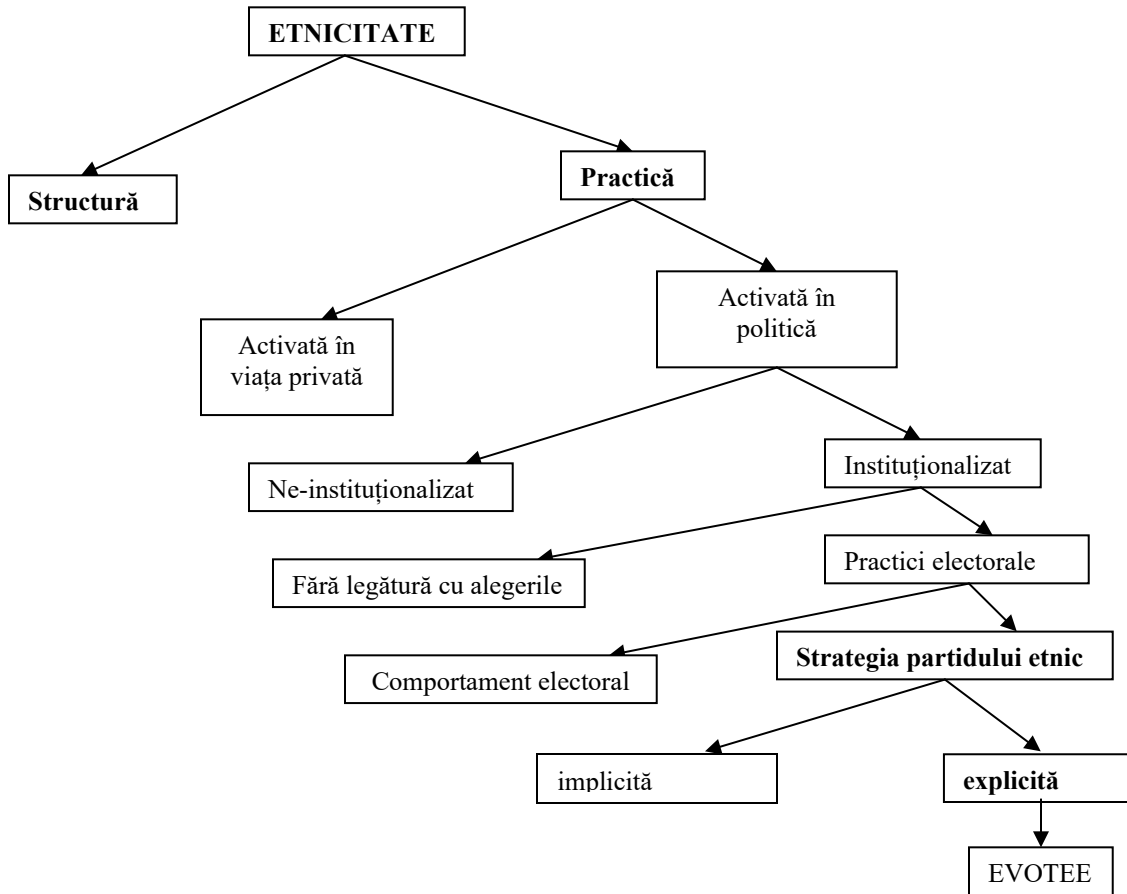 ETNICITATE
Structură
Practică
Activată în
viața privată
Activată în
politică
Ne-instituționalizat
Instituționalizat
Fără legătură cu alegerile
Practici electorale
Comportament electoral
Strategia partidului etnic
implicită
explicită
EVOTEE